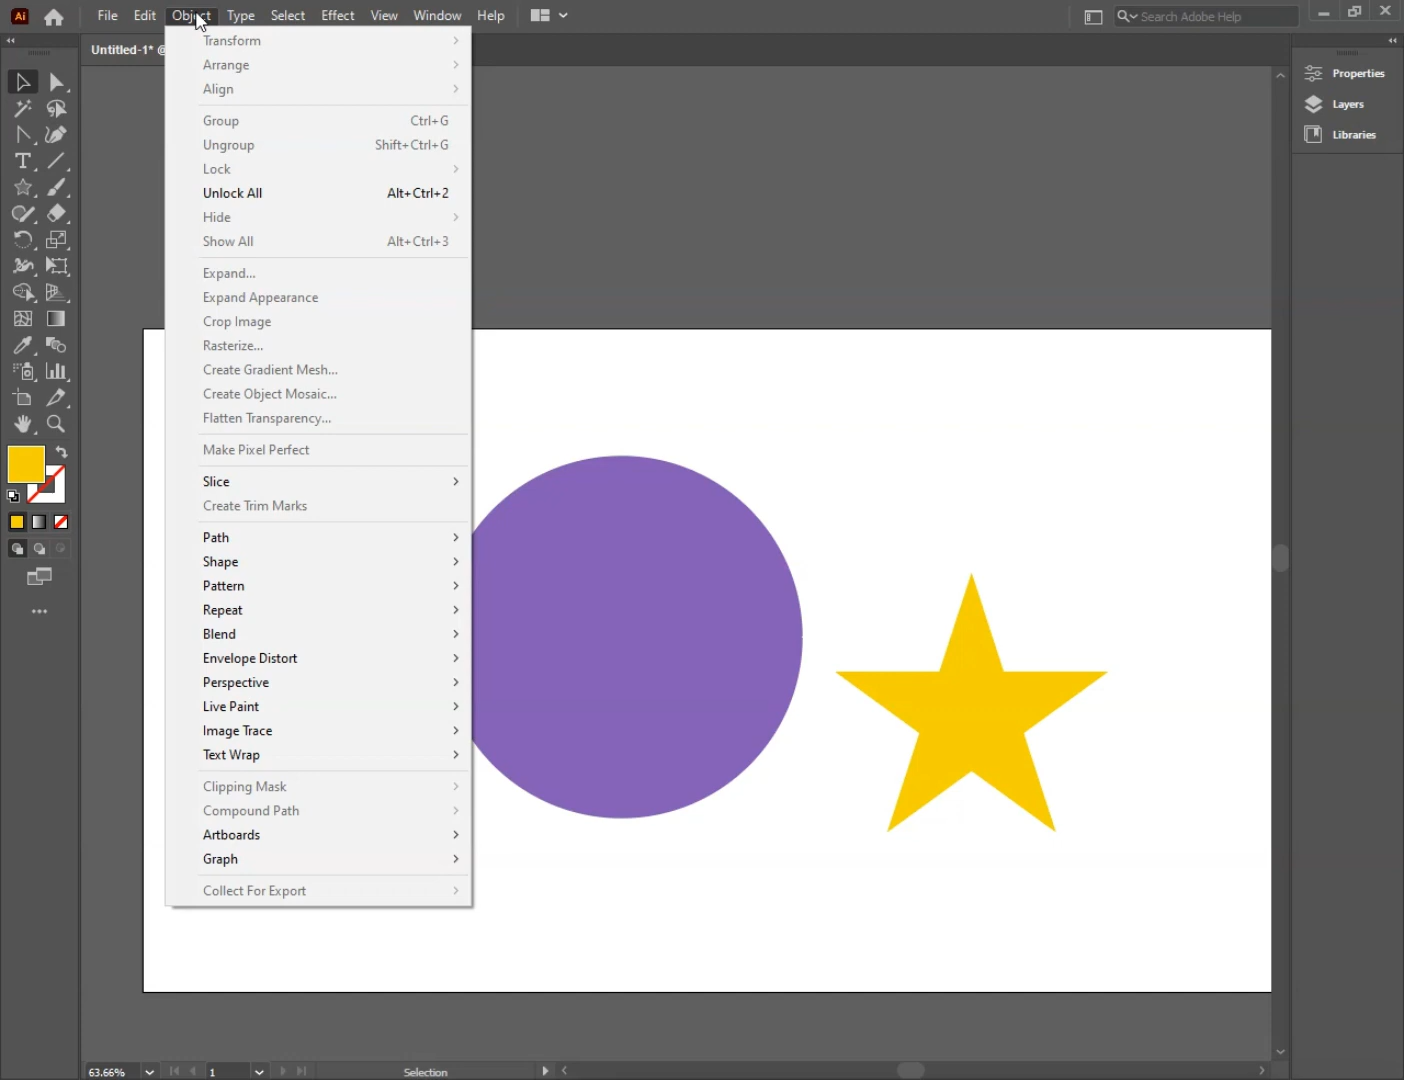 Ai
File Edit Object Type Select Effect View Window Help
Search Adobe Help
Untitled-1* @
Transform
Arrange
Align
Group Ctrl+G
Ungroup Shift+Ctrl+G
Lock
Unlock All Alt+Ctrl+2
Hide
Show All Alt+Ctrl+3
Expand...
Expand Appearance
Crop Image
Rasterize...
Create Gradient Mesh...
Create Object Mosaic...
Flatten Transparency...
Make Pixel Perfect
Slice
Create Trim Marks
Path
Shape
Pattern
Repeat
Blend
Envelope Distort
Perspective
Live Paint
Image Trace
Text Wrap
Clipping Mask
Compound Path
Artboards
Graph
Collect For Export
Properties
Layers
Libraries
63.66% 1 Selection